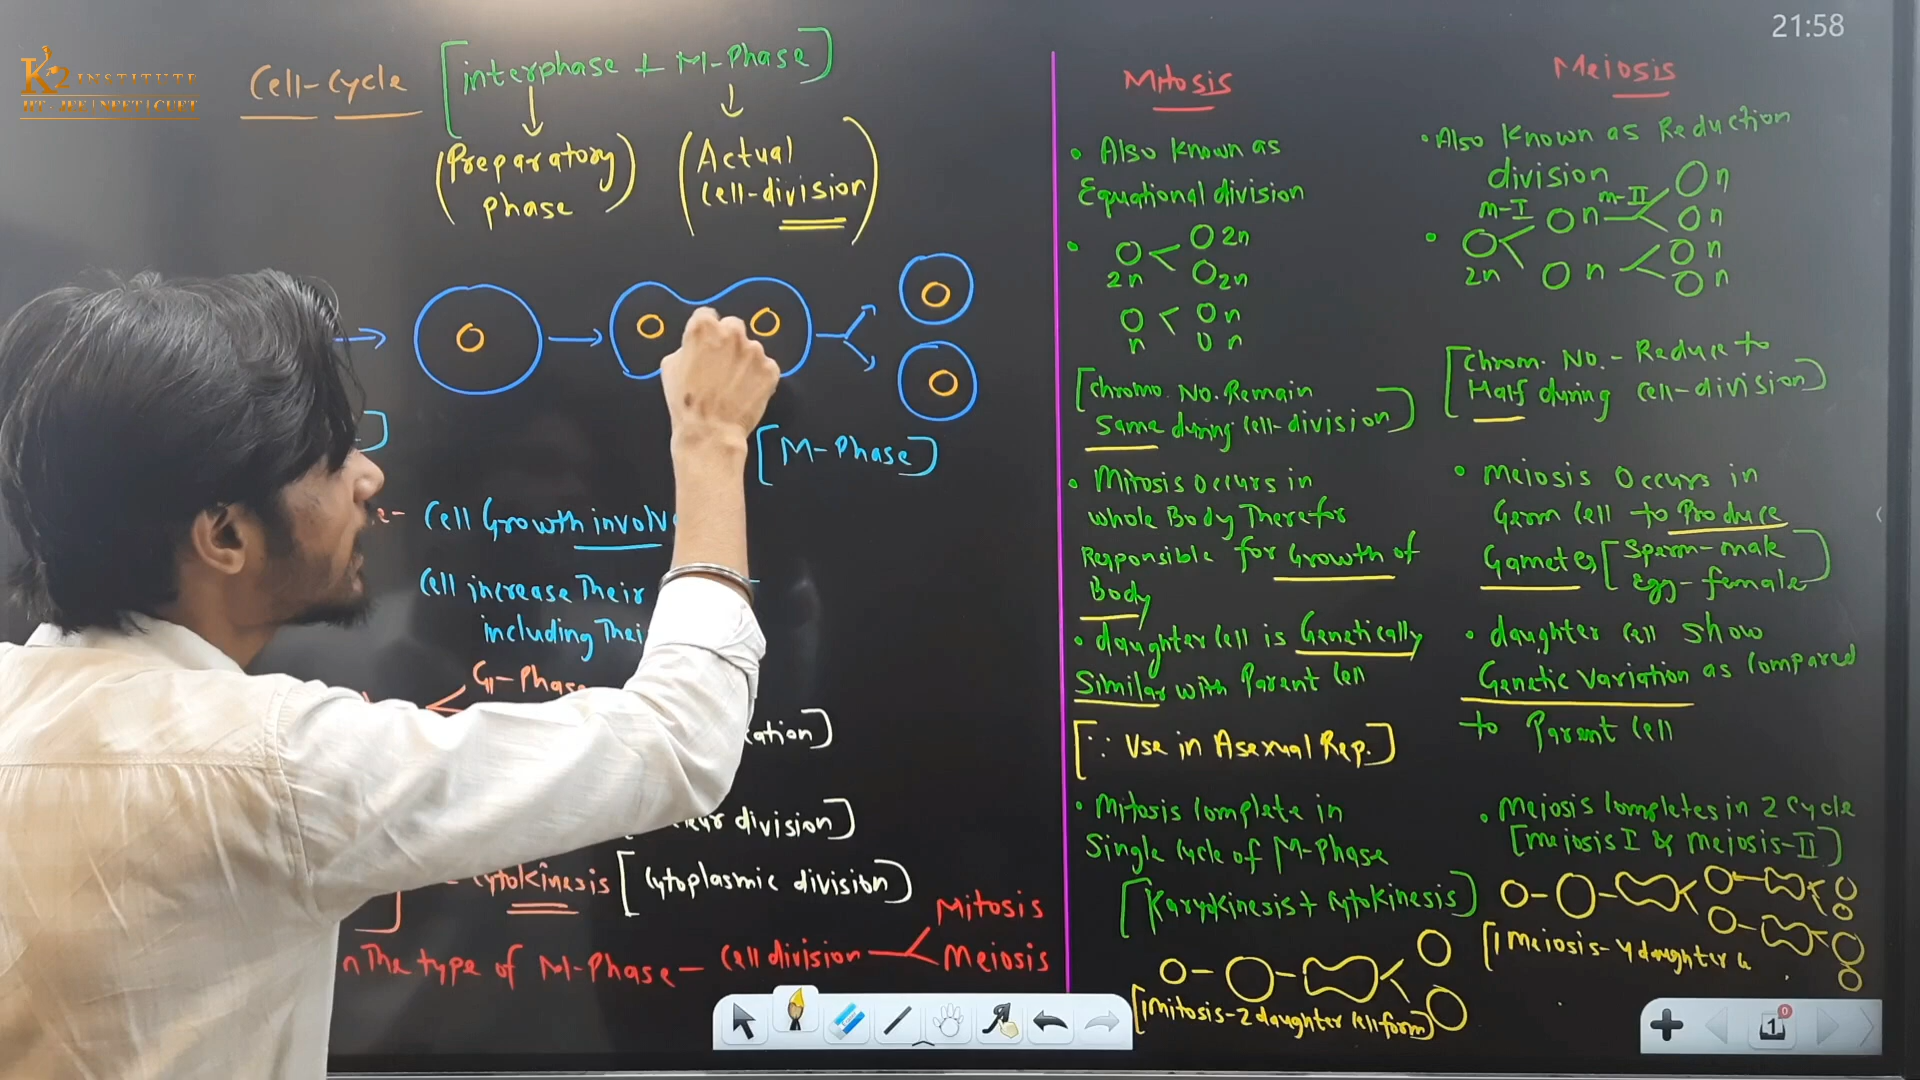 21:58
K2 INSTITUTE
IIT-JEE | NEET | CUET
Cell-Cycle [interphase + M-Phase]
(Preparatory
phase)
(Actual
Cell-division)
[M-Phase]
Cell Growth involv
Cell increase Their
including Thei
G1-Phase
ation]
division]
Cytokinesis [Cytoplasmic division]
n The type of M-Phase - Cell division
Mitosis
Meiosis
Mitosis
• Also known as
Equational division
•
2n
2n
2n
n
n
n
[Chromo. No. Remain
Same during Cell-division]
• Mitosis occurs in
whole Body Therefor
Responsible for Growth of
Body
• daughter cell is Genetically
Similar with Parent Cell
[∵ Use in Asexual Rep.]
• Mitosis Complete in
Single Cycle of M-Phase
[Karyokinesis + Cytokinesis]
[1 Mitosis-2 daughter Cell form]
Meiosis
• Also Known as Reduction
division
m-I
m-II
2n
n
n
n
n
n
n
[Chrom. No. - Reduce to
Half during Cell-division]
• Meiosis Occurs in
Germ Cell to Produce
Gametes [Sperm-male
Egg-female]
• daughter Cell Show
Genetic Variation as Compared
to Parent Cell
• Meiosis Completes in 2 Cycle
[Meiosis I & Meiosis-II]
[1 Meiosis-4 daughter
1
0